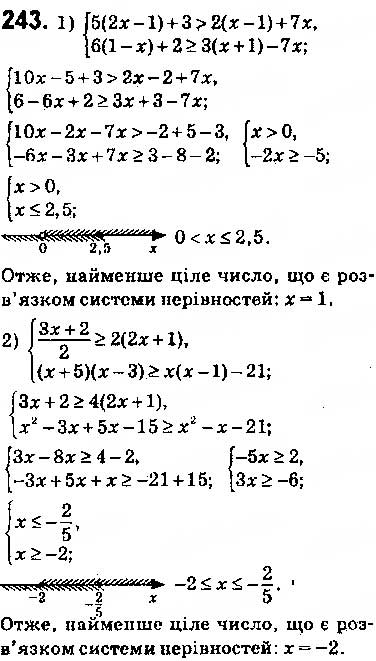 243. 1) {5(2x−1)+3>2(x−1)+7x,
{6(1−x)+2≥3(x+1)−7x;
{10x−5+3>2x−2+7x,
{6−6x+2≥3x+3−7x;
{10x−2x−7x>−2+5−3, {x>0,
{−6x−3x+7x≥3−8−2; {−2x≥−5;
{x>0,
{x≤2,5;
0 2,5 x 0<x≤2,5.
Отже, найменше ціле число, що є роз-
в'язком системи нерівностей: x=1.
2) {(3x+2)/2≥2(2x+1),
{(x+5)(x−3)≥x(x−1)−21;
{3x+2≥4(2x+1),
{x²−3x+5x−15≥x²−x−21;
{3x−8x≥4−2, {−5x≥2,
{−3x+5x+x≥−21+15; {3x≥−6;
{x≤−2/5,
{x≥−2;
−2 −2/5 x −2≤x≤−2/5.
Отже, найменше ціле число, що є роз-
в'язком системи нерівностей: x=−2.